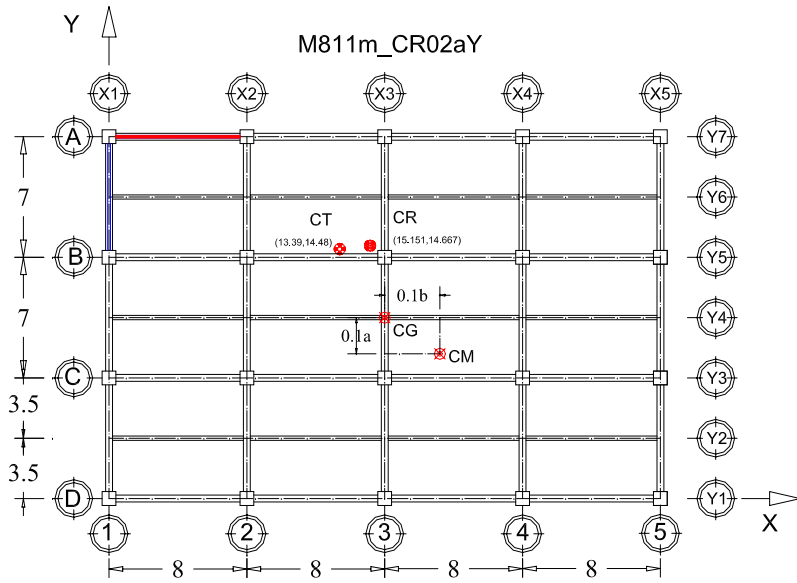 Y
M811m_CR02aY
X1 X2 X3 X4 X5
A Y7
7
Y6
CT CR
(13.39,14.48) (15.151,14.667)
B Y5
0.1b
7 Y4
0.1a CG
CM
C Y3
3.5
Y2
3.5
D Y1
X
1 2 3 4 5
8 8 8 8